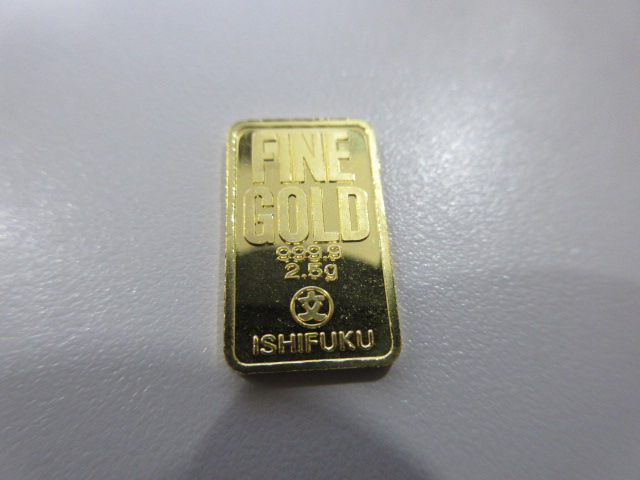 FINE
GOLD
999.9
2.5g
文
ISHIFUKU